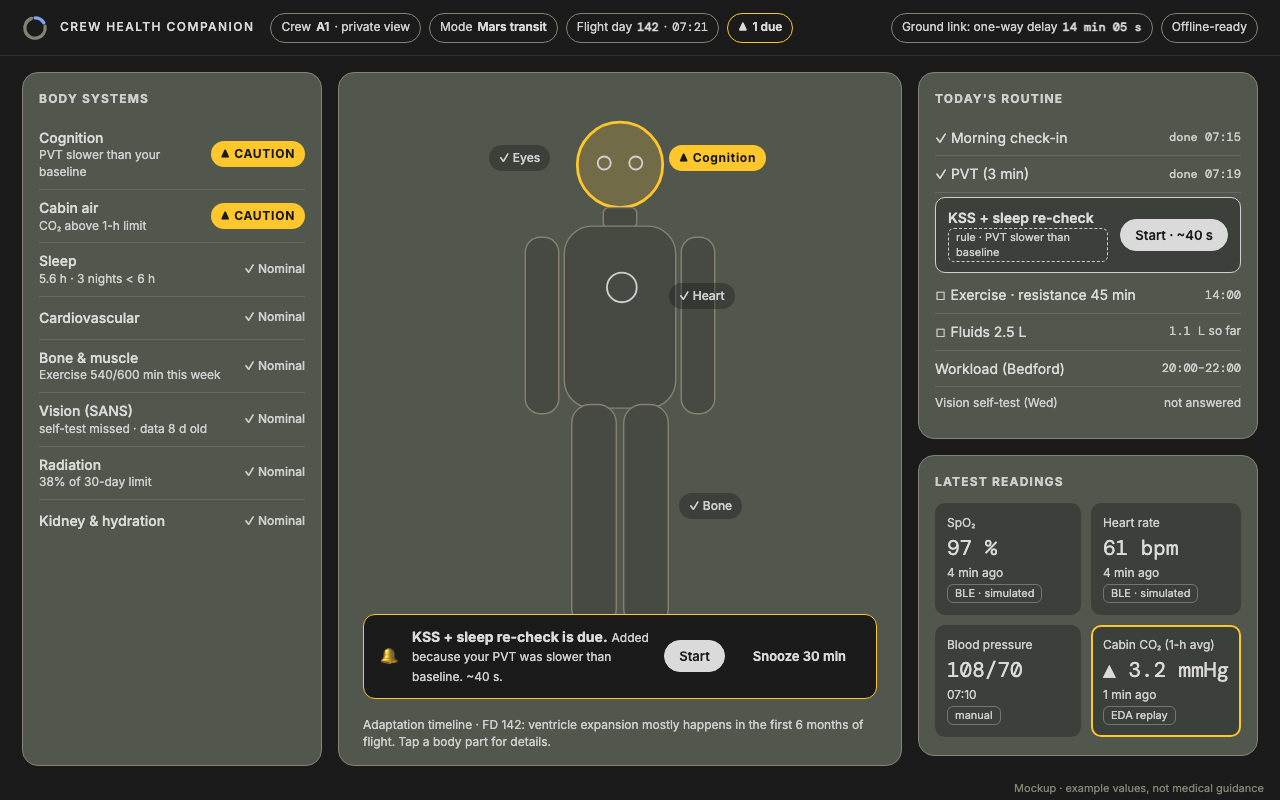 CREW HEALTH COMPANION
Crew A1 · private view
Mode Mars transit
Flight day 142 · 07:21
▲ 1 due
Ground link: one-way delay 14 min 05 s
Offline-ready
BODY SYSTEMS
Cognition
PVT slower than your
baseline
▲ CAUTION
Cabin air
CO₂ above 1-h limit
▲ CAUTION
Sleep
5.6 h · 3 nights < 6 h
✓ Nominal
Cardiovascular
✓ Nominal
Bone & muscle
Exercise 540/600 min this week
✓ Nominal
Vision (SANS)
self-test missed · data 8 d old
✓ Nominal
Radiation
38% of 30-day limit
✓ Nominal
Kidney & hydration
✓ Nominal
✓ Eyes
▲ Cognition
✓ Heart
✓ Bone
KSS + sleep re-check is due. Added
because your PVT was slower than
baseline. ~40 s.
Start
Snooze 30 min
Adaptation timeline · FD 142: ventricle expansion mostly happens in the first 6 months of
flight. Tap a body part for details.
TODAY'S ROUTINE
✓ Morning check-in
done 07:15
✓ PVT (3 min)
done 07:19
KSS + sleep re-check
rule · PVT slower than
baseline
Start · ~40 s
□ Exercise · resistance 45 min
14:00
□ Fluids 2.5 L
1.1 L so far
Workload (Bedford)
20:00–22:00
Vision self-test (Wed)
not answered
LATEST READINGS
SpO₂
97 %
4 min ago
BLE · simulated
Heart rate
61 bpm
4 min ago
BLE · simulated
Blood pressure
108/70
07:10
manual
Cabin CO₂ (1-h avg)
▲ 3.2 mmHg
1 min ago
EDA replay
Mockup · example values, not medical guidance